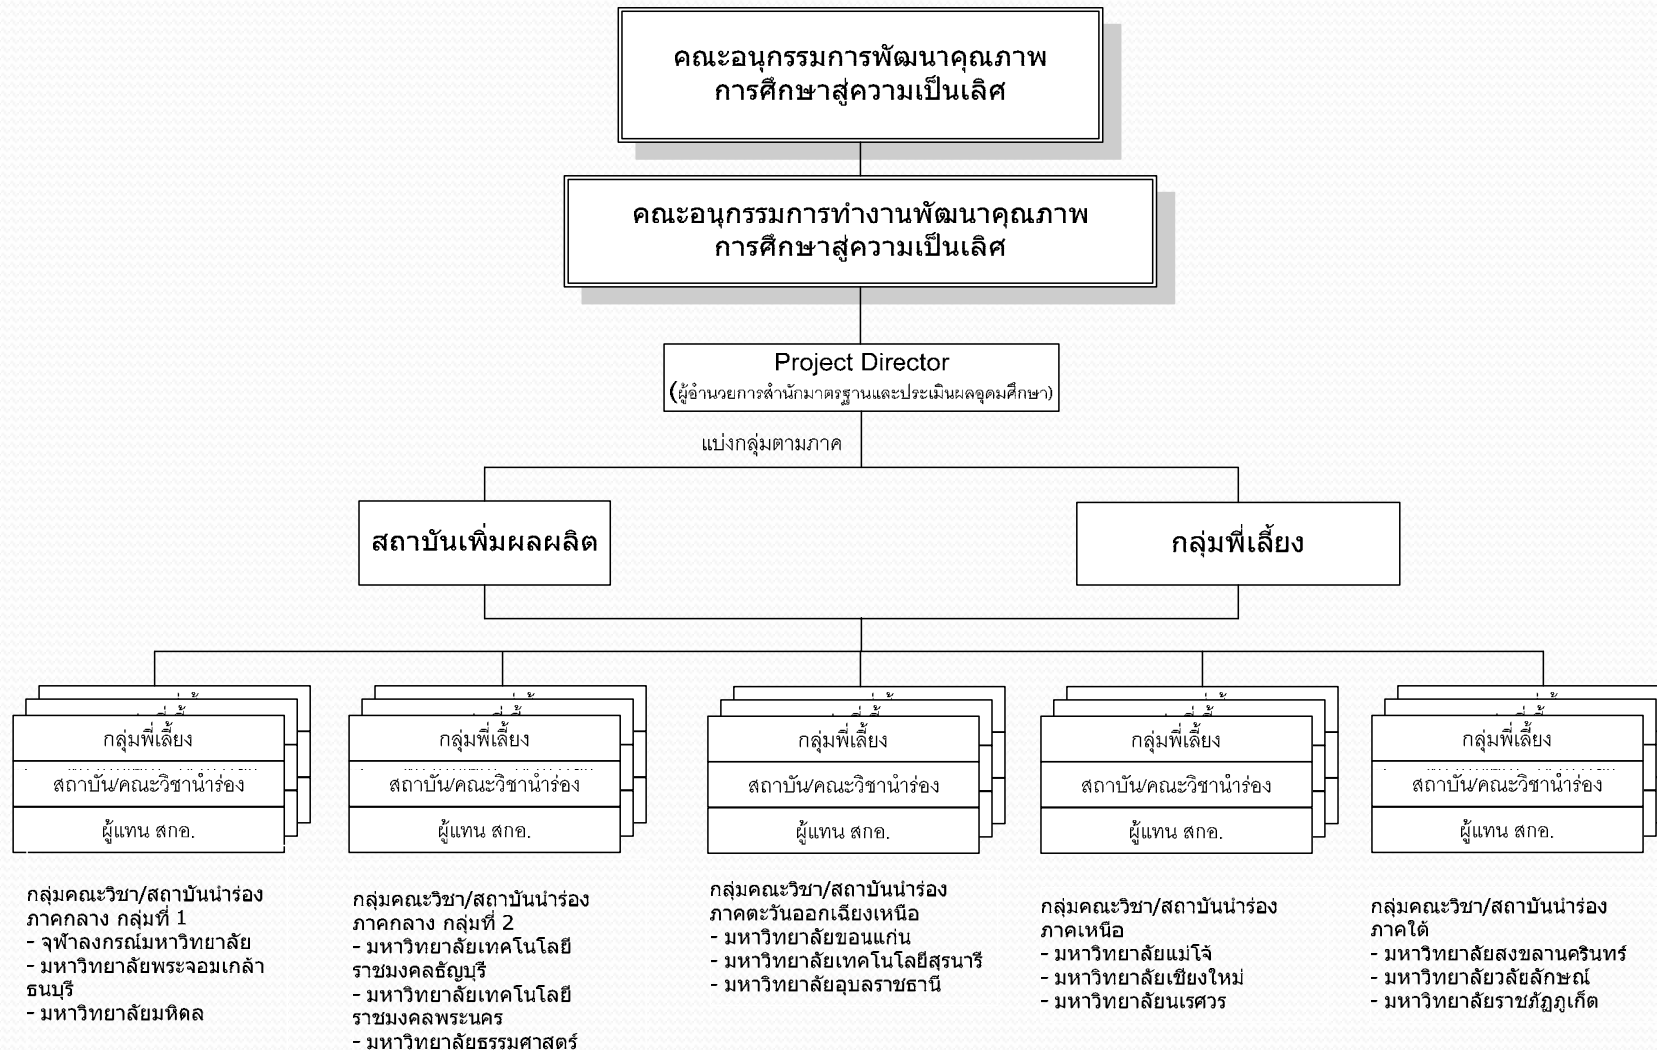 คณะอนุกรรมการพัฒนาคุณภาพ
การศึกษาสู่ความเป็นเลิศ
คณะอนุกรรมการทำงานพัฒนาคุณภาพ
การศึกษาสู่ความเป็นเลิศ
Project Director
(ผู้อำนวยการสำนักมาตรฐานและประเมินผลอุดมศึกษา)
แบ่งกลุ่มตามภาค
สถาบันเพิ่มผลผลิต
กลุ่มพี่เลี้ยง
กลุ่มพี่เลี้ยง
สถาบัน/คณะวิชานำร่อง
ผู้แทน สกอ.
กลุ่มคณะวิชา/สถาบันนำร่อง
ภาคกลาง กลุ่มที่ 1
- จุฬาลงกรณ์มหาวิทยาลัย
- มหาวิทยาลัยพระจอมเกล้า
ธนบุรี
- มหาวิทยาลัยมหิดล
กลุ่มพี่เลี้ยง
สถาบัน/คณะวิชานำร่อง
ผู้แทน สกอ.
กลุ่มคณะวิชา/สถาบันนำร่อง
ภาคกลาง กลุ่มที่ 2
- มหาวิทยาลัยเทคโนโลยี
ราชมงคลธัญบุรี
- มหาวิทยาลัยเทคโนโลยี
ราชมงคลพระนคร
- มหาวิทยาลัยธรรมศาสตร์
กลุ่มพี่เลี้ยง
สถาบัน/คณะวิชานำร่อง
ผู้แทน สกอ.
กลุ่มคณะวิชา/สถาบันนำร่อง
ภาคตะวันออกเฉียงเหนือ
- มหาวิทยาลัยขอนแก่น
- มหาวิทยาลัยเทคโนโลยีสุรนารี
- มหาวิทยาลัยอุบลราชธานี
กลุ่มพี่เลี้ยง
สถาบัน/คณะวิชานำร่อง
ผู้แทน สกอ.
กลุ่มคณะวิชา/สถาบันนำร่อง
ภาคเหนือ
- มหาวิทยาลัยแม่โจ้
- มหาวิทยาลัยเชียงใหม่
- มหาวิทยาลัยนเรศวร
กลุ่มพี่เลี้ยง
สถาบัน/คณะวิชานำร่อง
ผู้แทน สกอ.
กลุ่มคณะวิชา/สถาบันนำร่อง
ภาคใต้
- มหาวิทยาลัยสงขลานครินทร์
- มหาวิทยาลัยวลัยลักษณ์
- มหาวิทยาลัยราชภัฏภูเก็ต